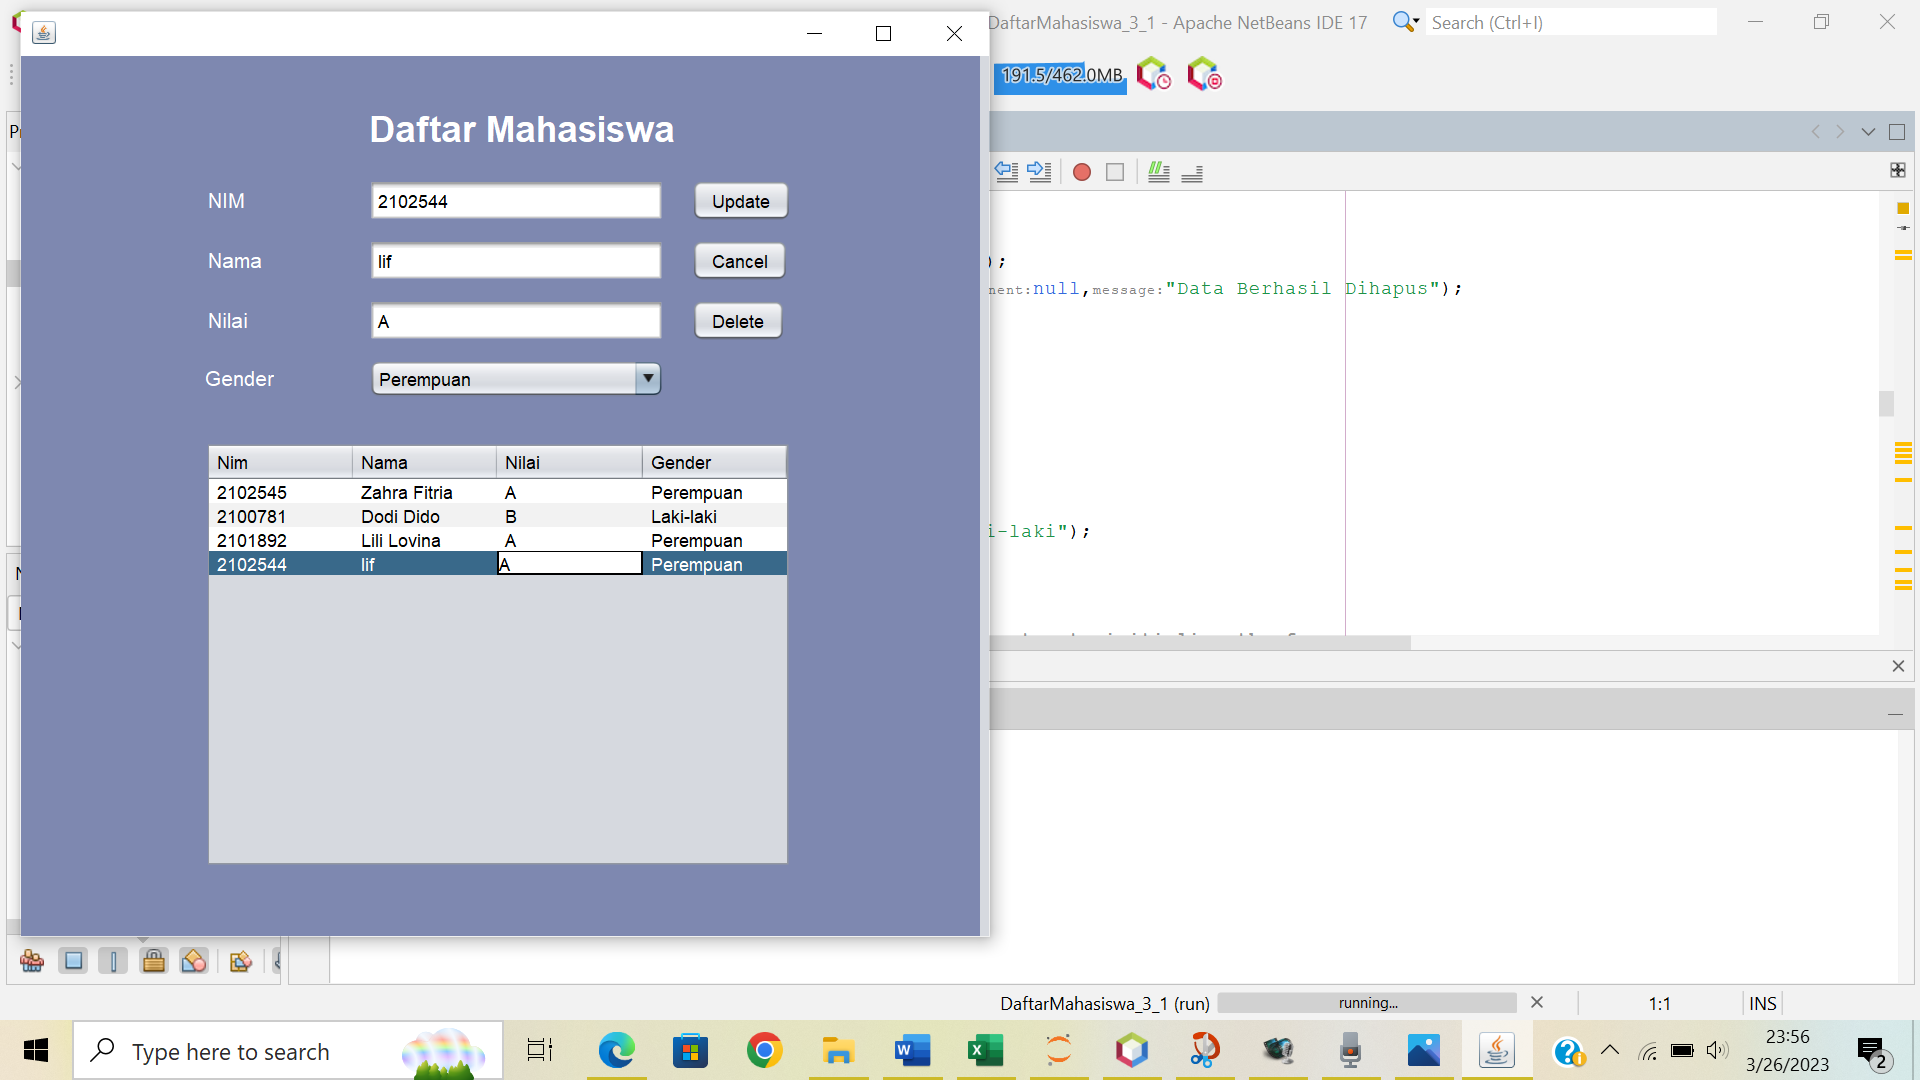 DaftarMahasiswa_3_1 - Apache NetBeans IDE 17
Search (Ctrl+I)
191.5/462.0MB
Daftar Mahasiswa
NIM 2102544 Update
Nama lif Cancel
Nilai A Delete
Gender Perempuan
Nim Nama Nilai Gender
2102545 Zahra Fitria A Perempuan
2100781 Dodi Dido B Laki-laki
2101892 Lili Lovina A Perempuan
2102544 lif A Perempuan
);
nent:null,message:"Data Berhasil Dihapus");
i-laki");
DaftarMahasiswa_3_1 (run)
running...
1:1
INS
Type here to search
23:56
3/26/2023
2